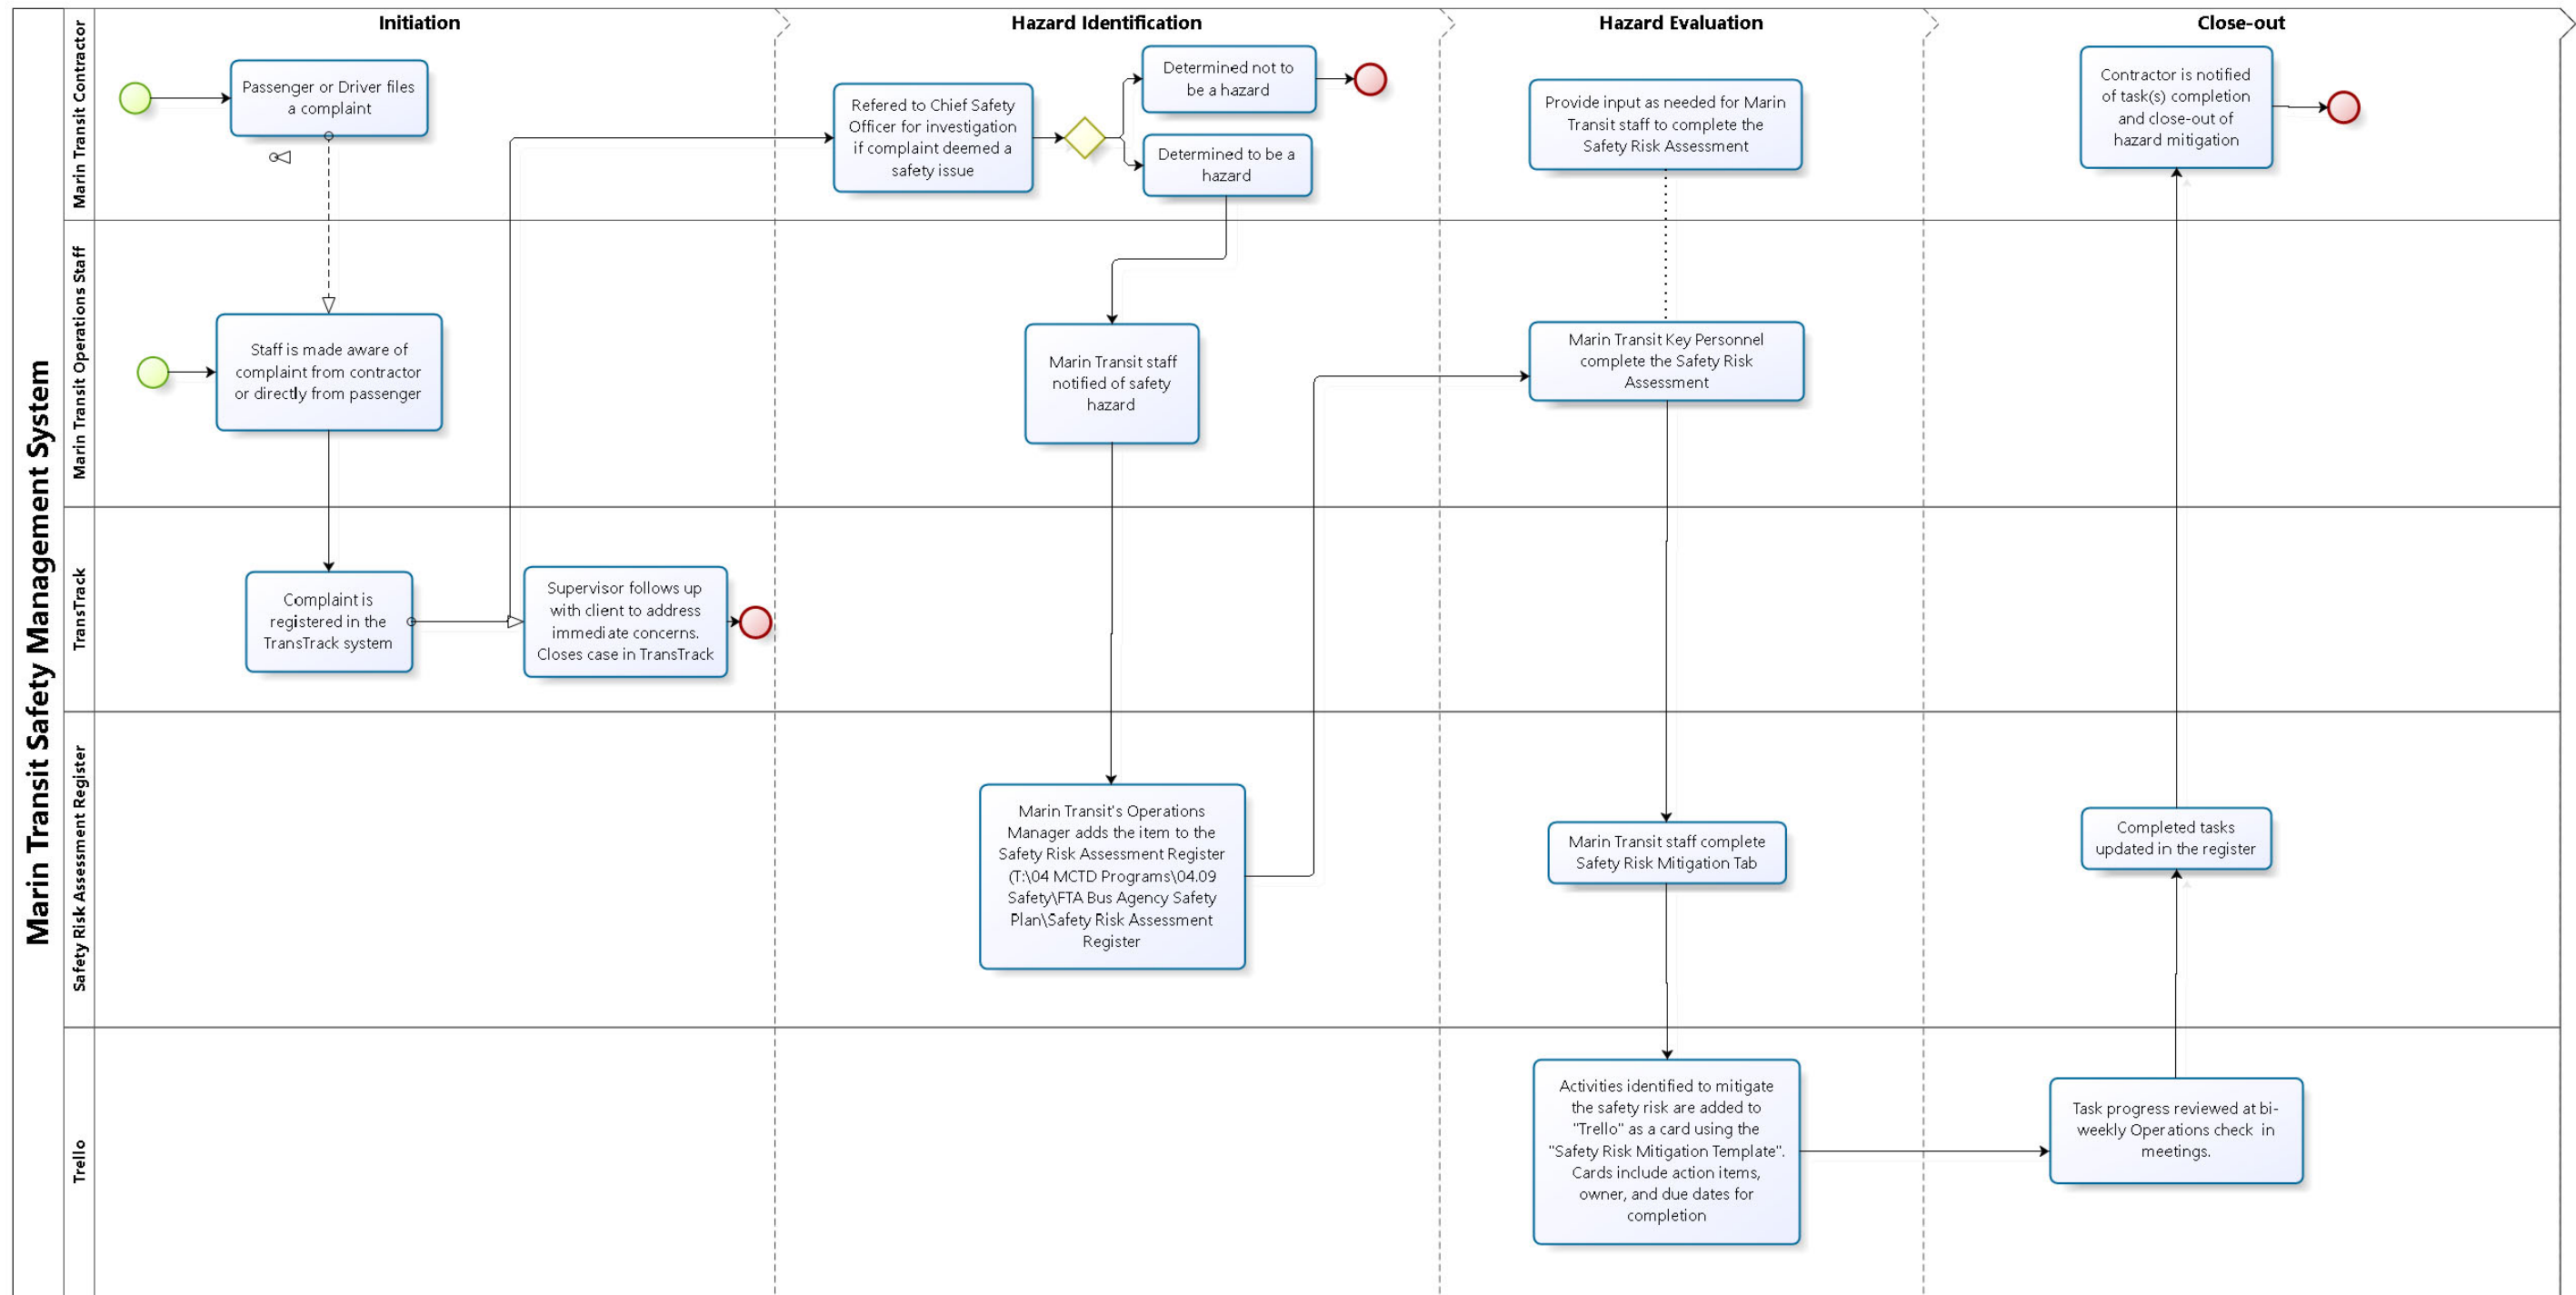 Marin Transit Safety Management System
Initiation
Hazard Identification
Hazard Evaluation
Close-out
Marin Transit Contractor
Passenger or Driver files
a complaint
Refered to Chief Safety
Officer for investigation
if complaint deemed a
safety issue
Determined not to
be a hazard
Determined to be a
hazard
Provide input as needed for Marin
Transit staff to complete the
Safety Risk Assessment
Contractor is notified
of task(s) completion
and close-out of
hazard mitigation
Marin Transit Operations Staff
Staff is made aware of
complaint from contractor
or directly from passenger
Marin Transit staff
notified of safety
hazard
Marin Transit Key Personnel
complete the Safety Risk
Assessment
TransTrack
Complaint is
registered in the
TransTrack system
Supervisor follows up
with client to address
immediate concerns.
Closes case in TransTrack
Safety Risk Assessment Register
Marin Transit's Operations
Manager adds the item to the
Safety Risk Assessment Register
(T:\04 MCTD Programs\04.09
Safety\FTA Bus Agency Safety
Plan\Safety Risk Assessment
Register
Marin Transit staff complete
Safety Risk Mitigation Tab
Completed tasks
updated in the register
Trello
Activities identified to mitigate
the safety risk are added to
"Trello" as a card using the
"Safety Risk Mitigation Template".
Cards include action items,
owner, and due dates for
completion
Task progress reviewed at bi-
weekly Operations check in
meetings.